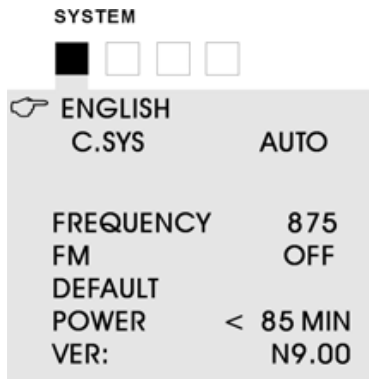 SYSTEM
ENGLISH
C.SYS AUTO
FREQUENCY 875
FM OFF
DEFAULT
POWER < 85 MIN
VER: N9.00